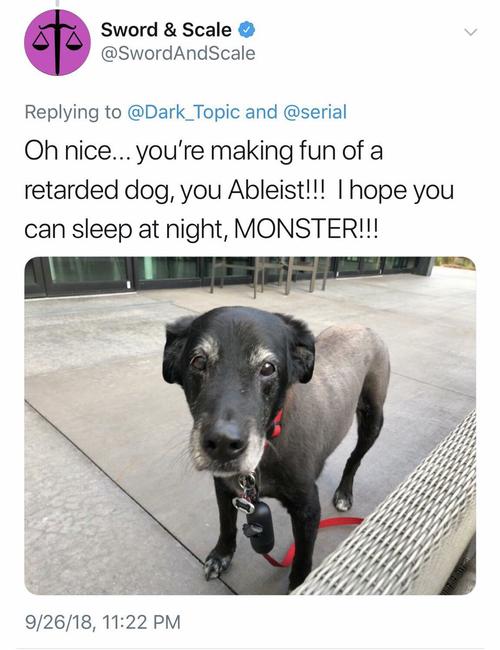 Sword & Scale
@SwordAndScale
Replying to @Dark_Topic and @serial
Oh nice... you're making fun of a
retarded dog, you Ableist!!! I hope you
can sleep at night, MONSTER!!!
9/26/18, 11:22 PM